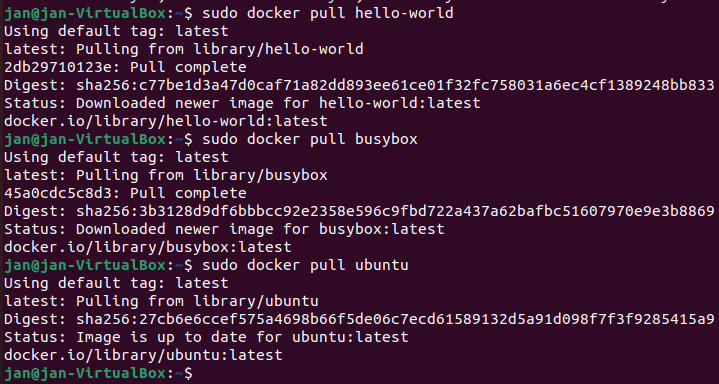 jan@jan-VirtualBox:~$ sudo docker pull hello-world
Using default tag: latest
latest: Pulling from library/hello-world
2db29710123e: Pull complete
Digest: sha256:c77be1d3a47d0caf71a82dd893ee61ce01f32fc758031a6ec4cf1389248bb833
Status: Downloaded newer image for hello-world:latest
docker.io/library/hello-world:latest
jan@jan-VirtualBox:~$ sudo docker pull busybox
Using default tag: latest
latest: Pulling from library/busybox
45a0cdc5c8d3: Pull complete
Digest: sha256:3b3128d9df6bbbcc92e2358e596c9fbd722a437a62bafbc51607970e9e3b8869
Status: Downloaded newer image for busybox:latest
docker.io/library/busybox:latest
jan@jan-VirtualBox:~$ sudo docker pull ubuntu
Using default tag: latest
latest: Pulling from library/ubuntu
Digest: sha256:27cb6e6ccef575a4698b66f5de06c7ecd61589132d5a91d098f7f3f9285415a9
Status: Image is up to date for ubuntu:latest
docker.io/library/ubuntu:latest
jan@jan-VirtualBox:~$